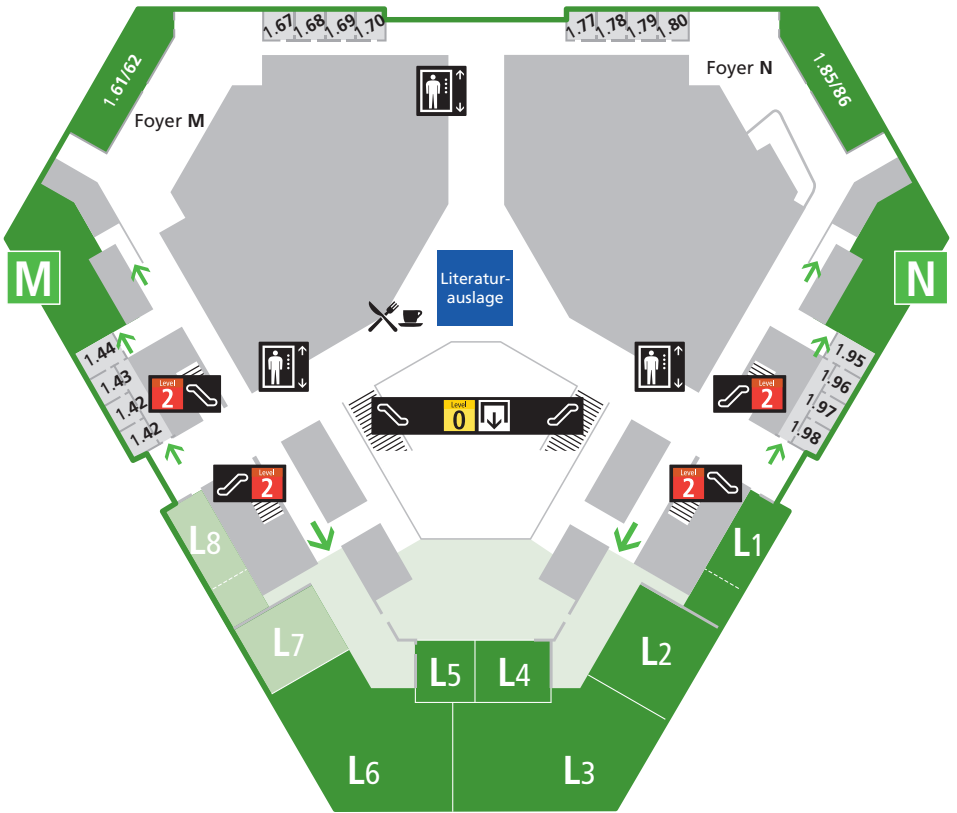 1.67 1.68 1.69 1.70
1.77 1.78 1.79 1.80
1.61/62
1.85/86
Foyer M
Foyer N
M
N
Literatur-
auslage
1.44
1.43
1.42
1.42
1.95
1.96
1.97
1.98
Level
2
Level
2
Level
0
Level
2
Level
2
L8
L1
L7
L2
L5
L4
L6
L3